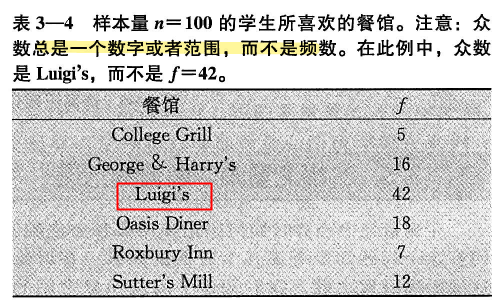 表 3—4 样本量 n=100 的学生所喜欢的餐馆。注意：众
数总是一个数字或者范围，而不是频数。在此例中，众数
是 Luigi's，而不是 f=42。
餐馆 f
College Grill 5
George & Harry's 16
Luigi's 42
Oasis Diner 18
Roxbury Inn 7
Sutter's Mill 12